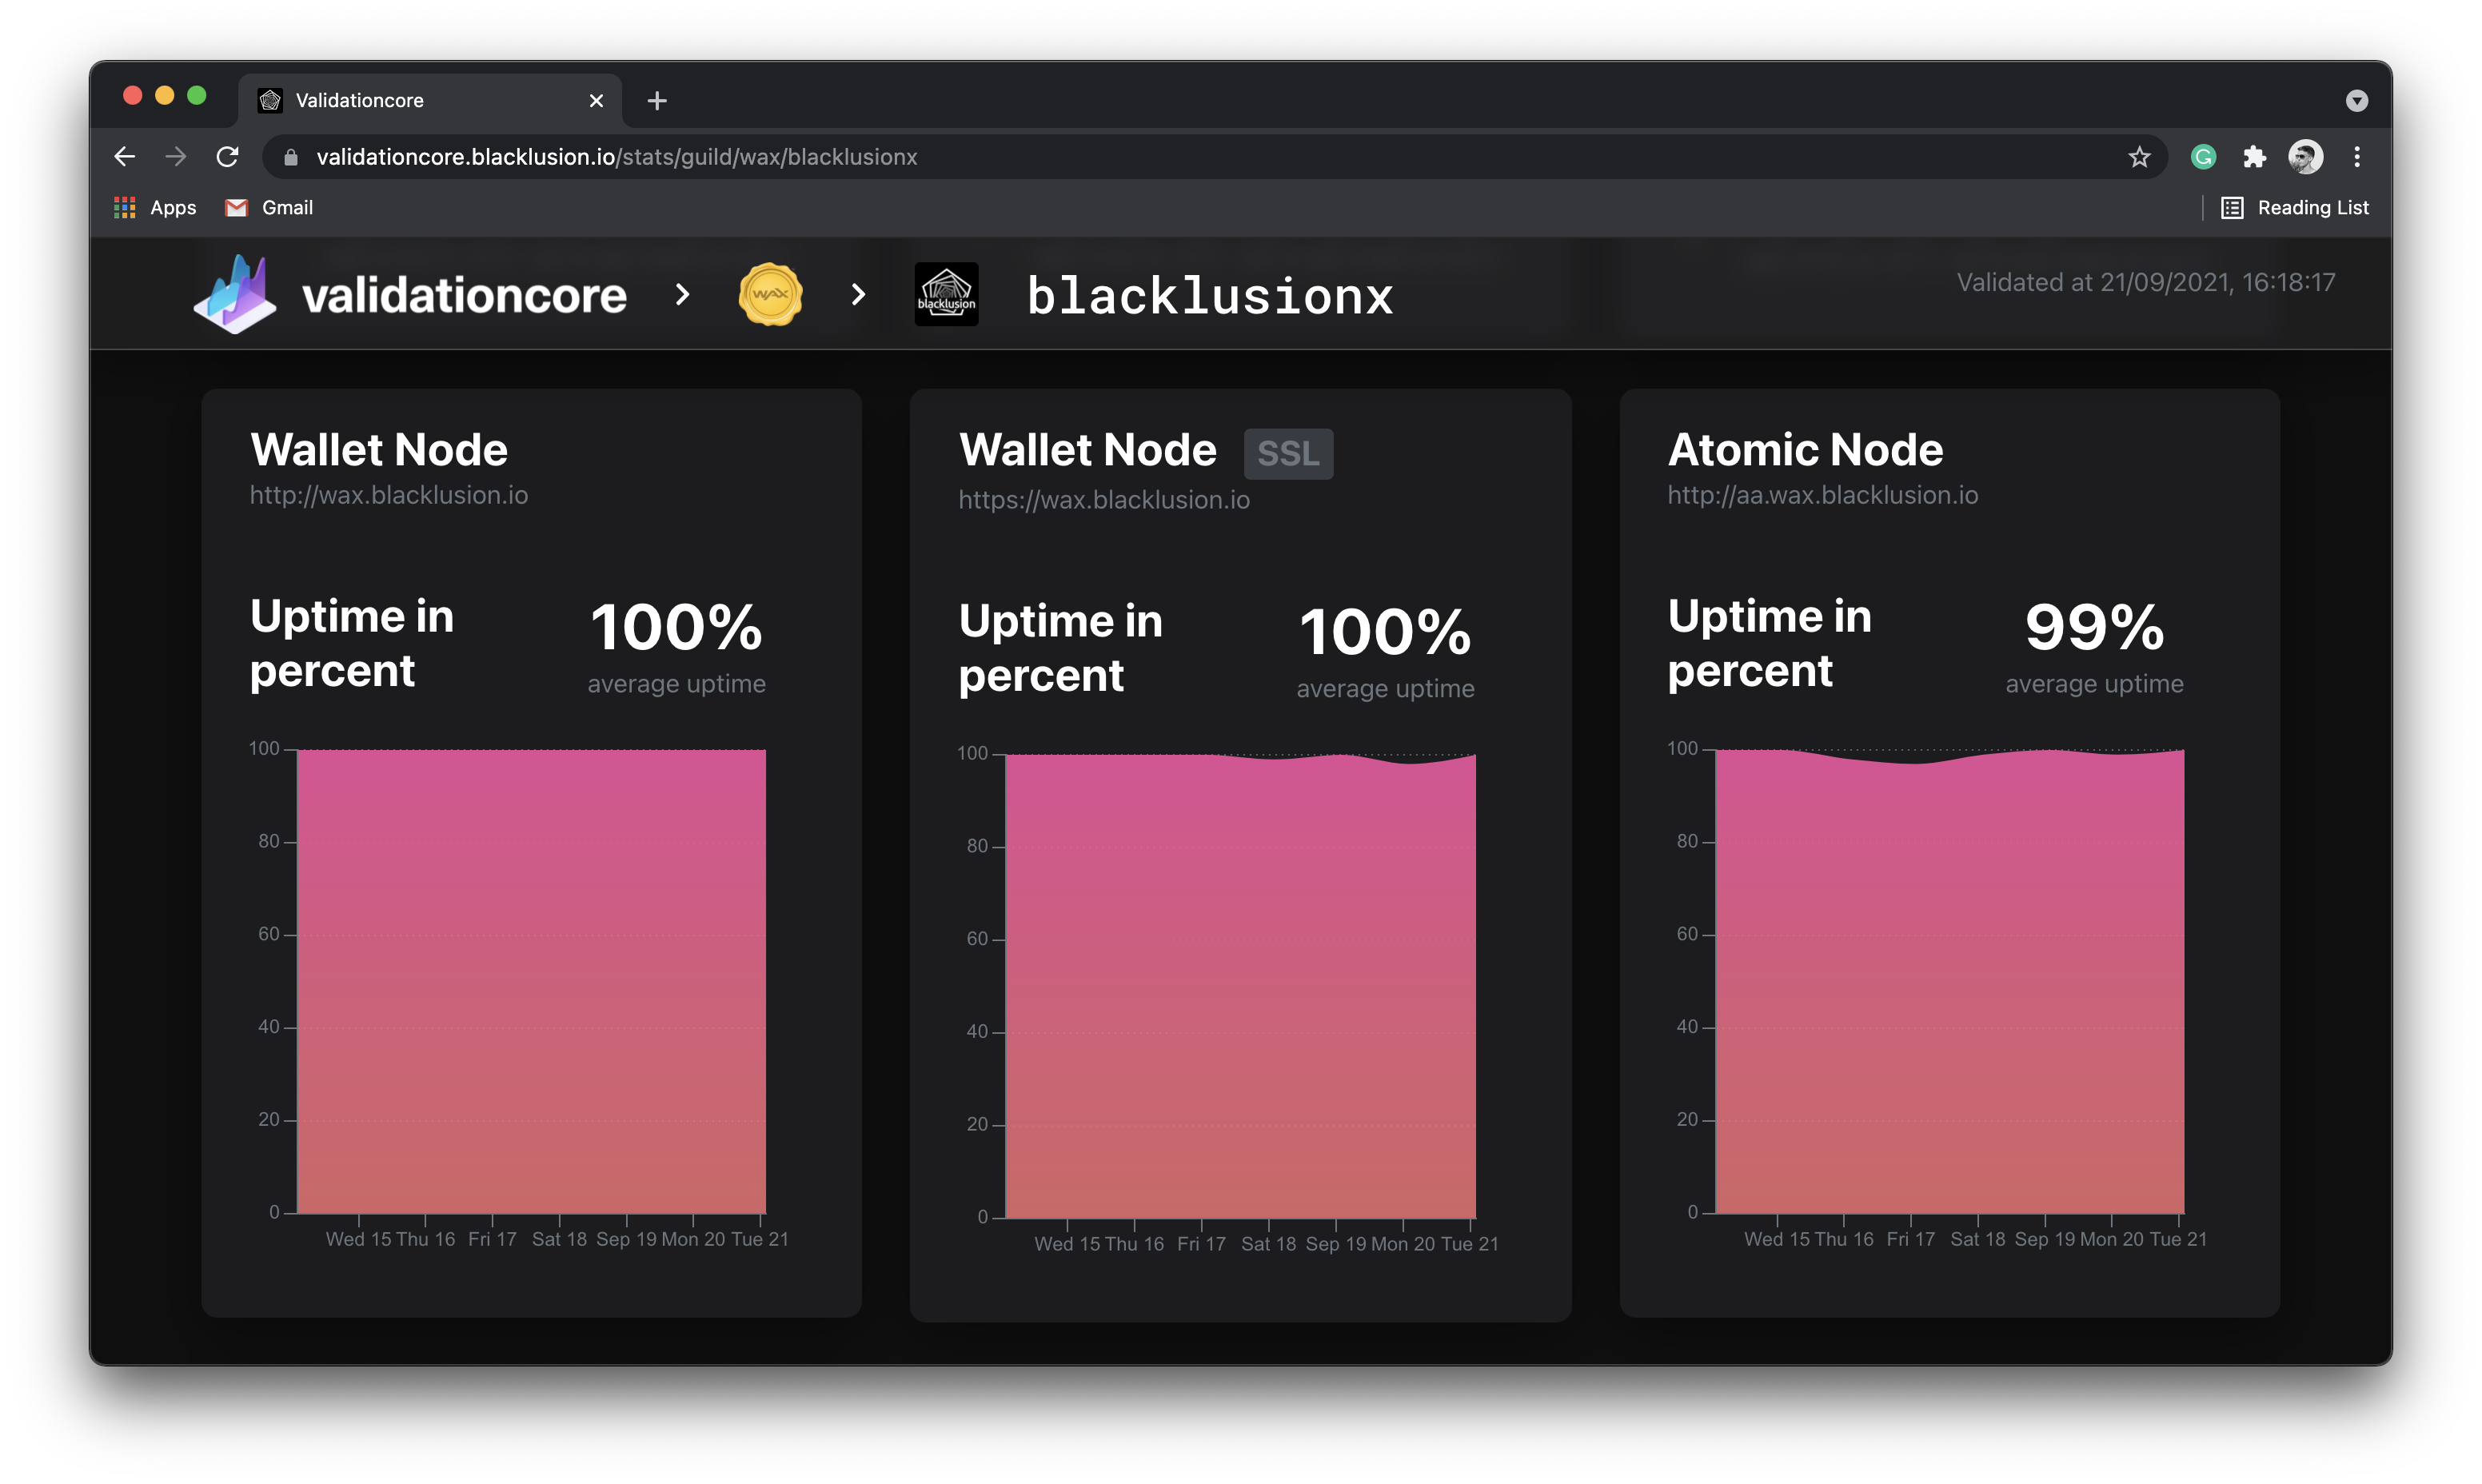 Validationcore
validationcore.blacklusion.io/stats/guild/wax/blacklusionx
Apps
Gmail
Reading List
validationcore
WAX
blacklusion
blacklusionx
Validated at 21/09/2021, 16:18:17
Wallet Node
http://wax.blacklusion.io
Uptime in
percent
100%
average uptime
100
80
60
40
20
0
Wed 15 Thu 16 Fri 17 Sat 18 Sep 19 Mon 20 Tue 21
Wallet Node SSL
https://wax.blacklusion.io
Uptime in
percent
100%
average uptime
100
80
60
40
20
0
Wed 15 Thu 16 Fri 17 Sat 18 Sep 19 Mon 20 Tue 21
Atomic Node
http://aa.wax.blacklusion.io
Uptime in
percent
99%
average uptime
100
80
60
40
20
0
Wed 15 Thu 16 Fri 17 Sat 18 Sep 19 Mon 20 Tue 21